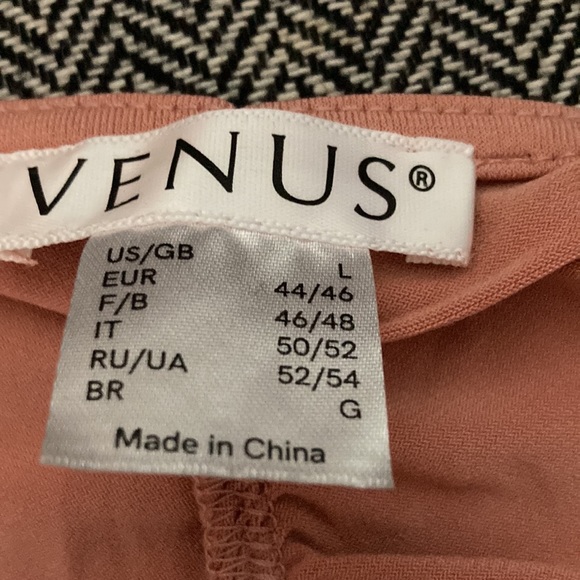 VENUS®
US/GB L
EUR 44/46
F/B 46/48
IT 50/52
RU/UA 52/54
BR G
Made in China